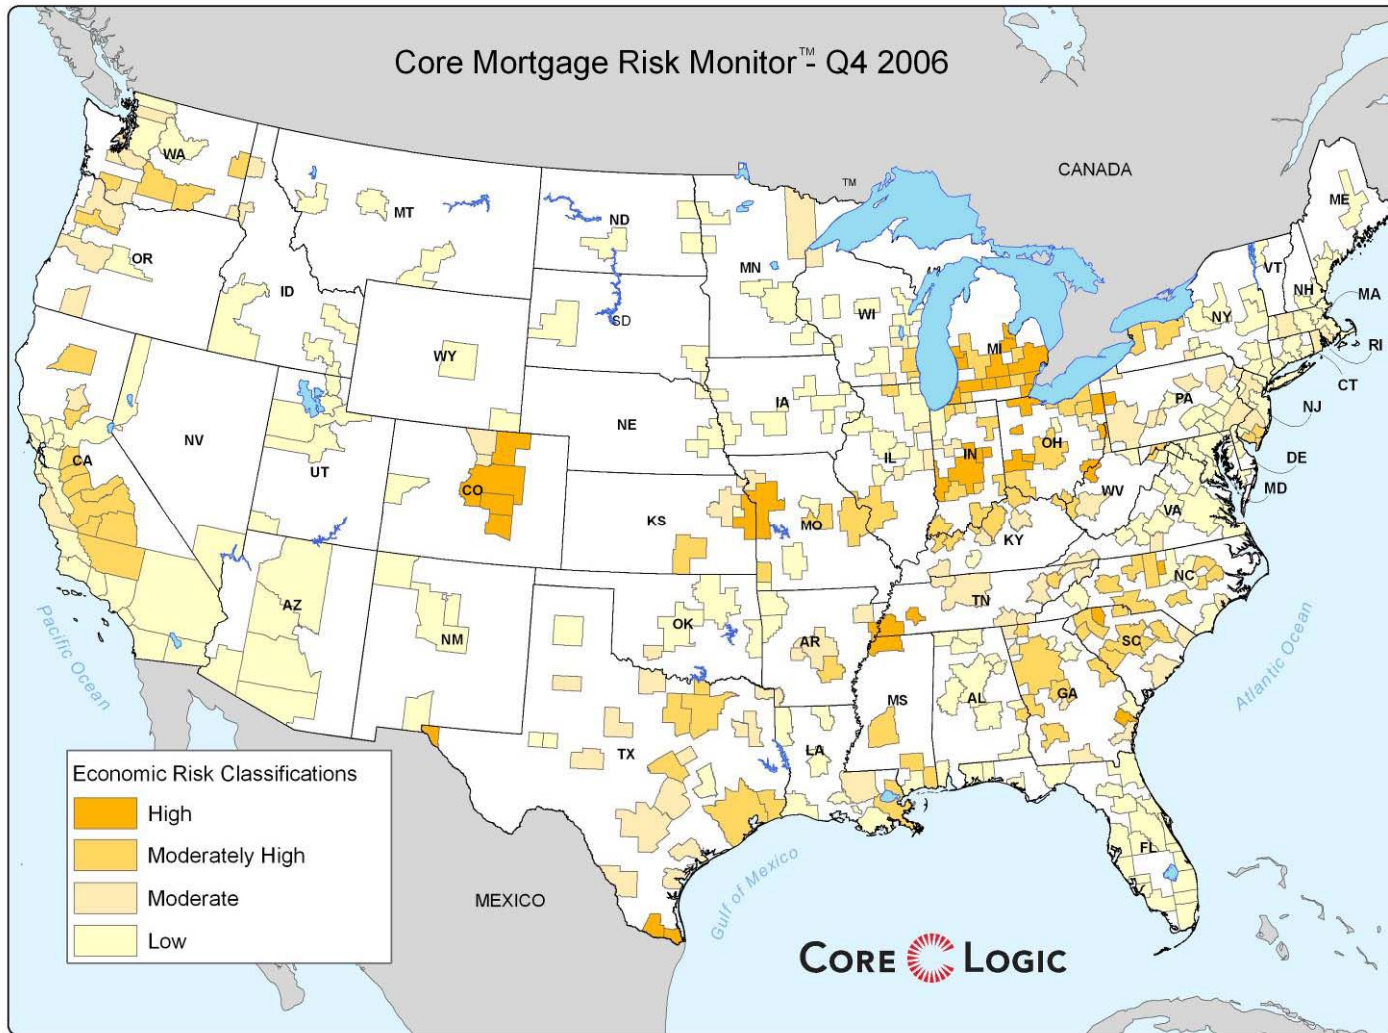 Core Mortgage Risk Monitor™- Q4 2006
CANADA
TM
WA
MT
ND
MN
ME
OR
ID
SD
WI
VT
NH
MA
NY
WY
MI
RI
CT
IA
PA
NJ
NE
NV
UT
CA
CO
IL
IN
OH
DE
MD
WV
VA
KS
MO
KY
AZ
NM
OK
AR
TN
NC
SC
MS
AL
GA
TX
LA
FL
Pacific Ocean
Atlantic Ocean
Gulf of Mexico
MEXICO
Economic Risk Classifications
High
Moderately High
Moderate
Low
CORE LOGIC